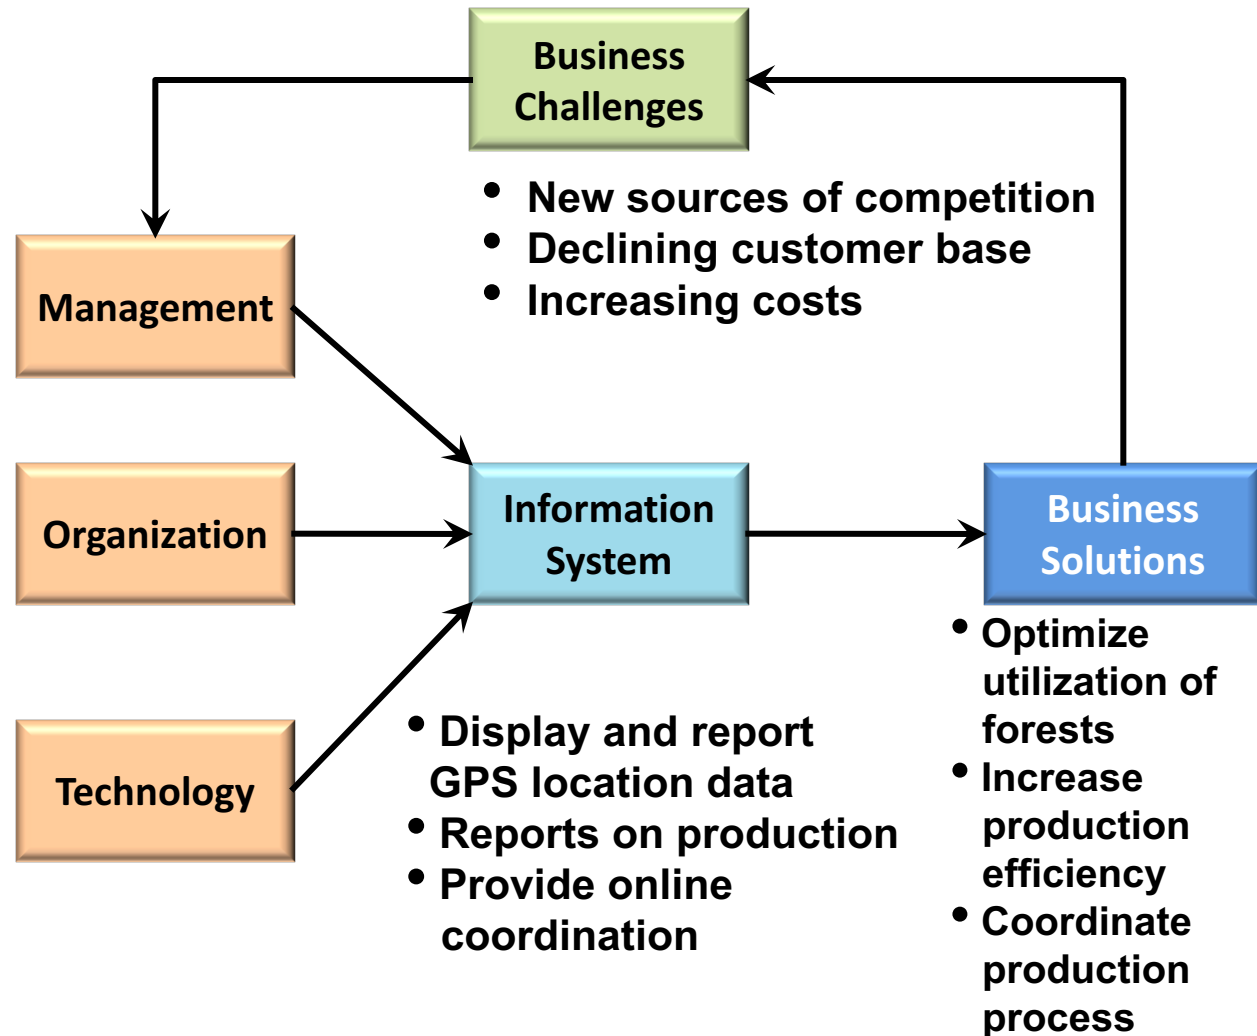 Business
Challenges
• New sources of competition
• Declining customer base
• Increasing costs
Management
Organization
Technology
Information
System
• Display and report
GPS location data
• Reports on production
• Provide online
coordination
Business
Solutions
• Optimize
utilization of
forests
• Increase
production
efficiency
• Coordinate
production
process